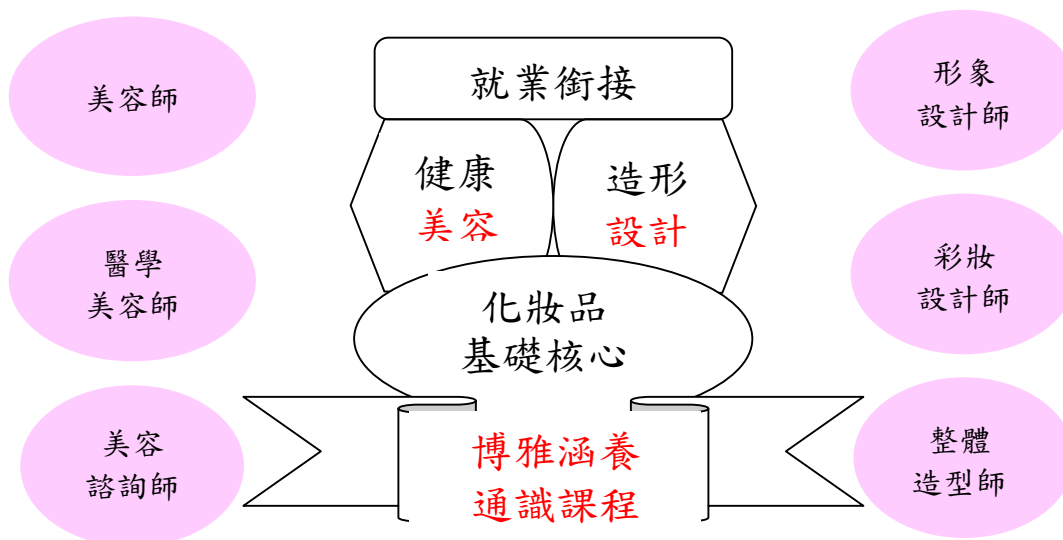 就業銜接
健康
美容
造形
設計
化妝品
基礎核心
博雅涵養
通識課程
美容師
醫學
美容師
美容
諮詢師
形象
設計師
彩妝
設計師
整體
造型師